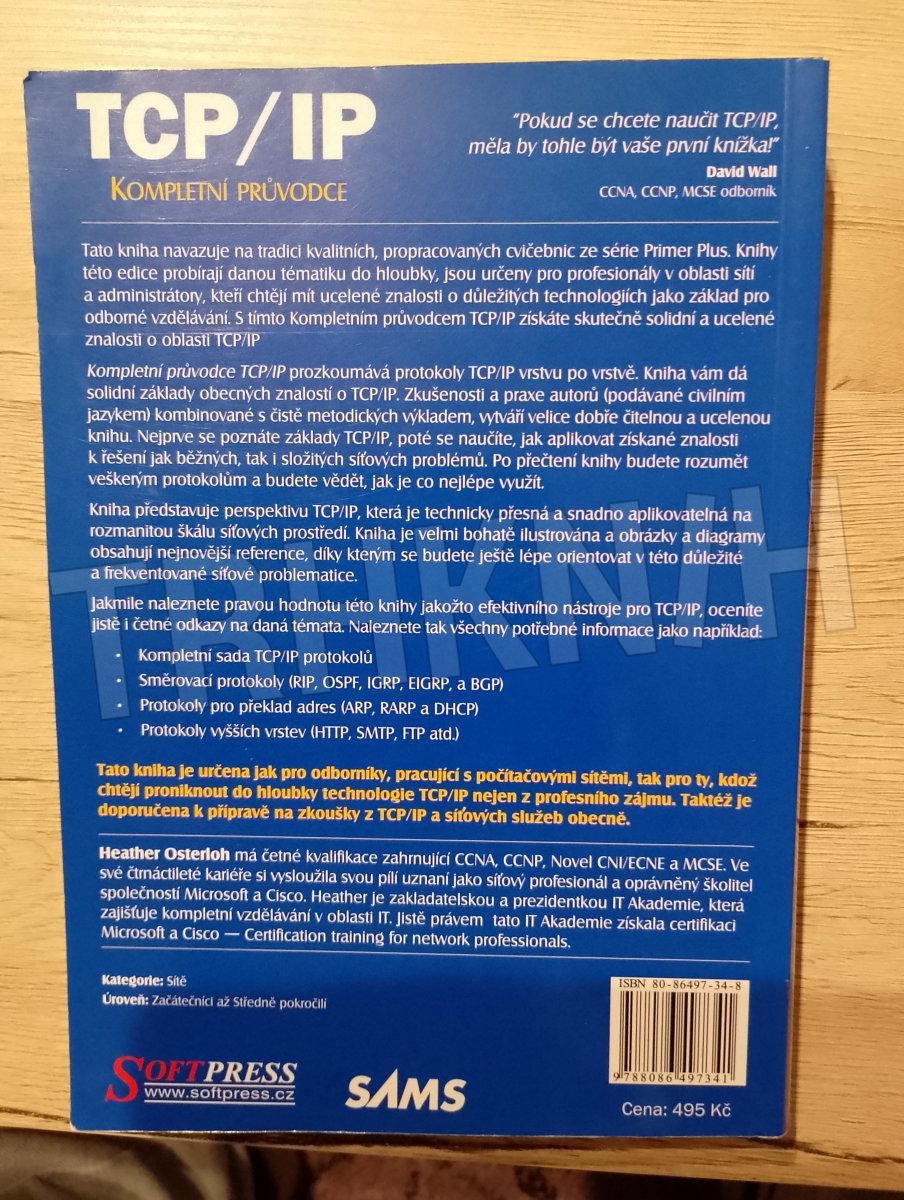 TCP/IP
KOMPLETNÍ PRŮVODCE
"Pokud se chcete naučit TCP/IP,
měla by tohle být vaše první knížka!"
David Wall
CCNA, CCNP, MCSE odborník
Tato kniha navazuje na tradici kvalitních, propracovaných cvičebnic ze série Primer Plus. Knihy
této edice probírají danou tématiku do hloubky, jsou určeny pro profesionály v oblasti sítí
a administrátory, kteří chtějí mít ucelené znalosti o důležitých technologiích jako základ pro
odborné vzdělávání. S tímto Kompletním průvodcem TCP/IP získáte skutečně solidní a ucelené
znalosti o oblasti TCP/IP
Kompletní průvodce TCP/IP prozkoumává protokoly TCP/IP vrstvu po vrstvě. Kniha vám dá
solidní základy obecných znalostí o TCP/IP. Zkušenosti a praxe autorů (podávané civilním
jazykem) kombinované s čistě metodických výkladem, vytváří velice dobře čitelnou a ucelenou
knihu. Nejprve se poznáte základy TCP/IP, poté se naučíte, jak aplikovat získané znalosti
k řešení jak běžných, tak i složitých síťových problémů. Po přečtení knihy budete rozumět
veškerým protokolům a budete vědět, jak je co nejlépe využít.
Kniha představuje perspektivu TCP/IP, která je technicky přesná a snadno aplikovatelná na
rozmanitou škálu síťových prostředí. Kniha je velmi bohatě ilustrována a obrázky a diagramy
obsahují nejnovější reference, díky kterým se budete ještě lépe orientovat v této důležité
a frekventované síťové problematice.
Jakmile naleznete pravou hodnotu této knihy jakožto efektivního nástroje pro TCP/IP, oceníte
jistě i četné odkazy na daná témata. Naleznete tak všechny potřebné informace jako například:
• Kompletní sada TCP/IP protokolů
• Směrovací protokoly (RIP, OSPF, IGRP, EIGRP, a BGP)
• Protokoly pro překlad adres (ARP, RARP a DHCP)
• Protokoly vyšších vrstev (HTTP, SMTP, FTP atd.)
Tato kniha je určena jak pro odborníky, pracující s počítačovými sítěmi, tak pro ty, kdož
chtějí proniknout do hloubky technologie TCP/IP nejen z profesního zájmu. Taktéž je
doporučena k přípravě na zkoušky z TCP/IP a síťových služeb obecně.
Heather Osterloh má četné kvalifikace zahrnující CCNA, CCNP, Novel CNI/ECNE a MCSE. Ve
své čtrnáctileté kariéře si vysloužila svou pílí uznaní jako síťový profesionál a oprávněný školitel
společností Microsoft a Cisco. Heather je zakladatelskou a prezidentkou IT Akademie, která
zajišťuje kompletní vzdělávání v oblasti IT. Jistě právem tato IT Akademie získala certifikaci
Microsoft a Cisco — Certification training for network professionals.
Kategorie: Sítě
Úroveň: Začátečníci až Středně pokročilí
ISBN 80-86497-34-8
9 788086 497341
SOFTPRESS
www.softpress.cz
SAMS
Cena: 495 Kč
TRHKNIH